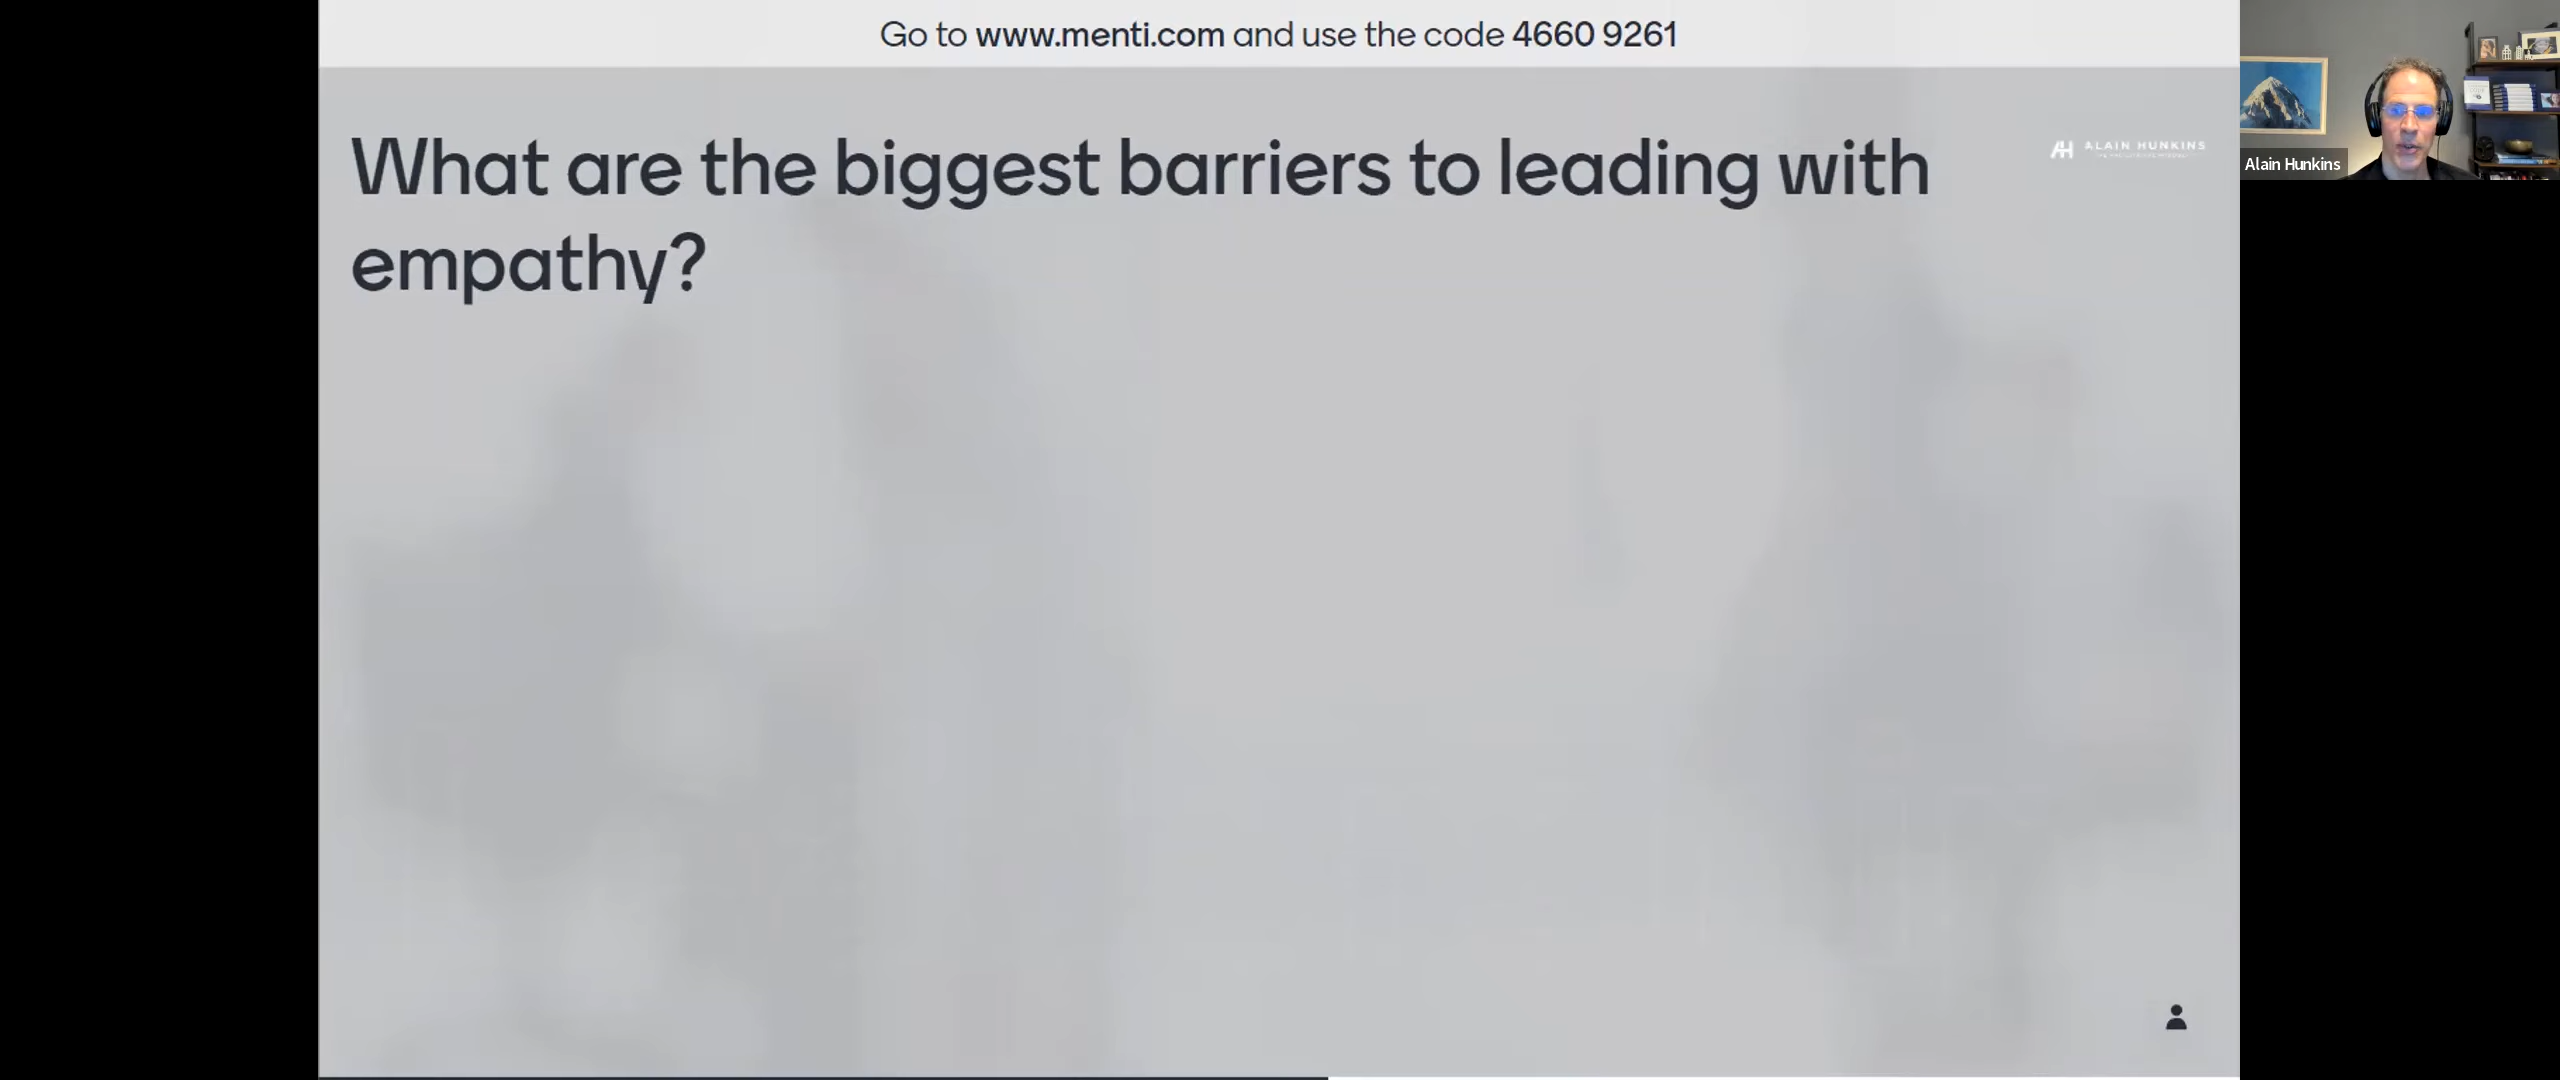 Go to www.menti.com and use the code 4660 9261
What are the biggest barriers to leading with
empathy?
AH ALAIN HUNKINS
Alain Hunkins